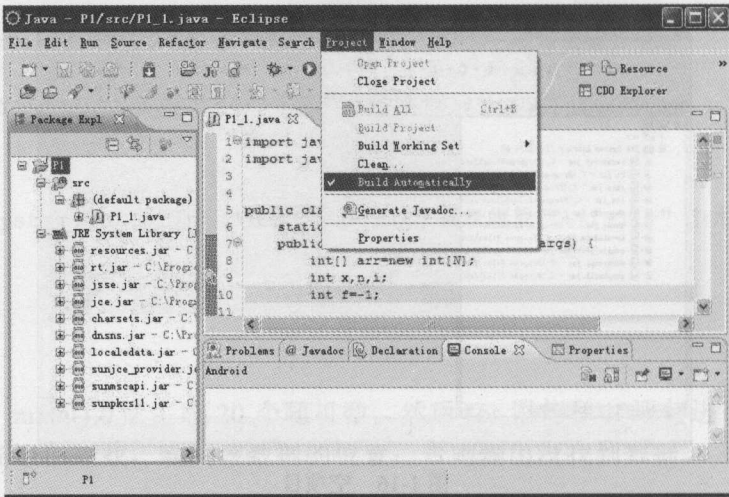 Java - P1/src/P1_1.java - Eclipse
File Edit Run Source Refactor Navigate Search Project Window Help
Open Project
Close Project
Build All Ctrl+B
Build Project
Build Working Set
Clean...
Build Automatically
Generate Javadoc...
Properties
Resource
CDO Explorer
Package Expl
P1
src
(default package)
P1_1.java
JRE System Library [
resources.jar - C
rt.jar - C:\Progr
jsse.jar - C:\Prog
jce.jar - C:\Progr
charsets.jar - C:
dnsns.jar - C:\Pr
localedata.jar - C
sunjce_provider.j
sunmscapi.jar - C
sunpkcs11.jar - C
P1_1.java
1 import jav
2 import jav
3
4
5 public cla
6 static
7 public args) {
8 int[] arr=new int[N];
9 int x,n,i;
10 int f=-1;
11
Problems @ Javadoc Declaration Console Properties
Android
P1